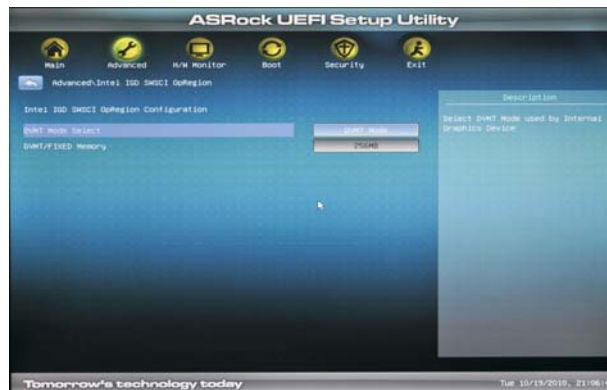 ASRock UEFI Setup Utility
Main Advanced H/W Monitor Boot Security Exit
Advanced\Intel IGD SWSCI OpRegion
Intel IGD SWSCI OpRegion Configuration
DVMT Mode Select DVMT Mode
DVMT/FIXED Memory 256MB
Description
Select DVMT Mode used by Internal
Graphics Device
Tomorrow's technology today
Tue 10/19/2010, 21:06: